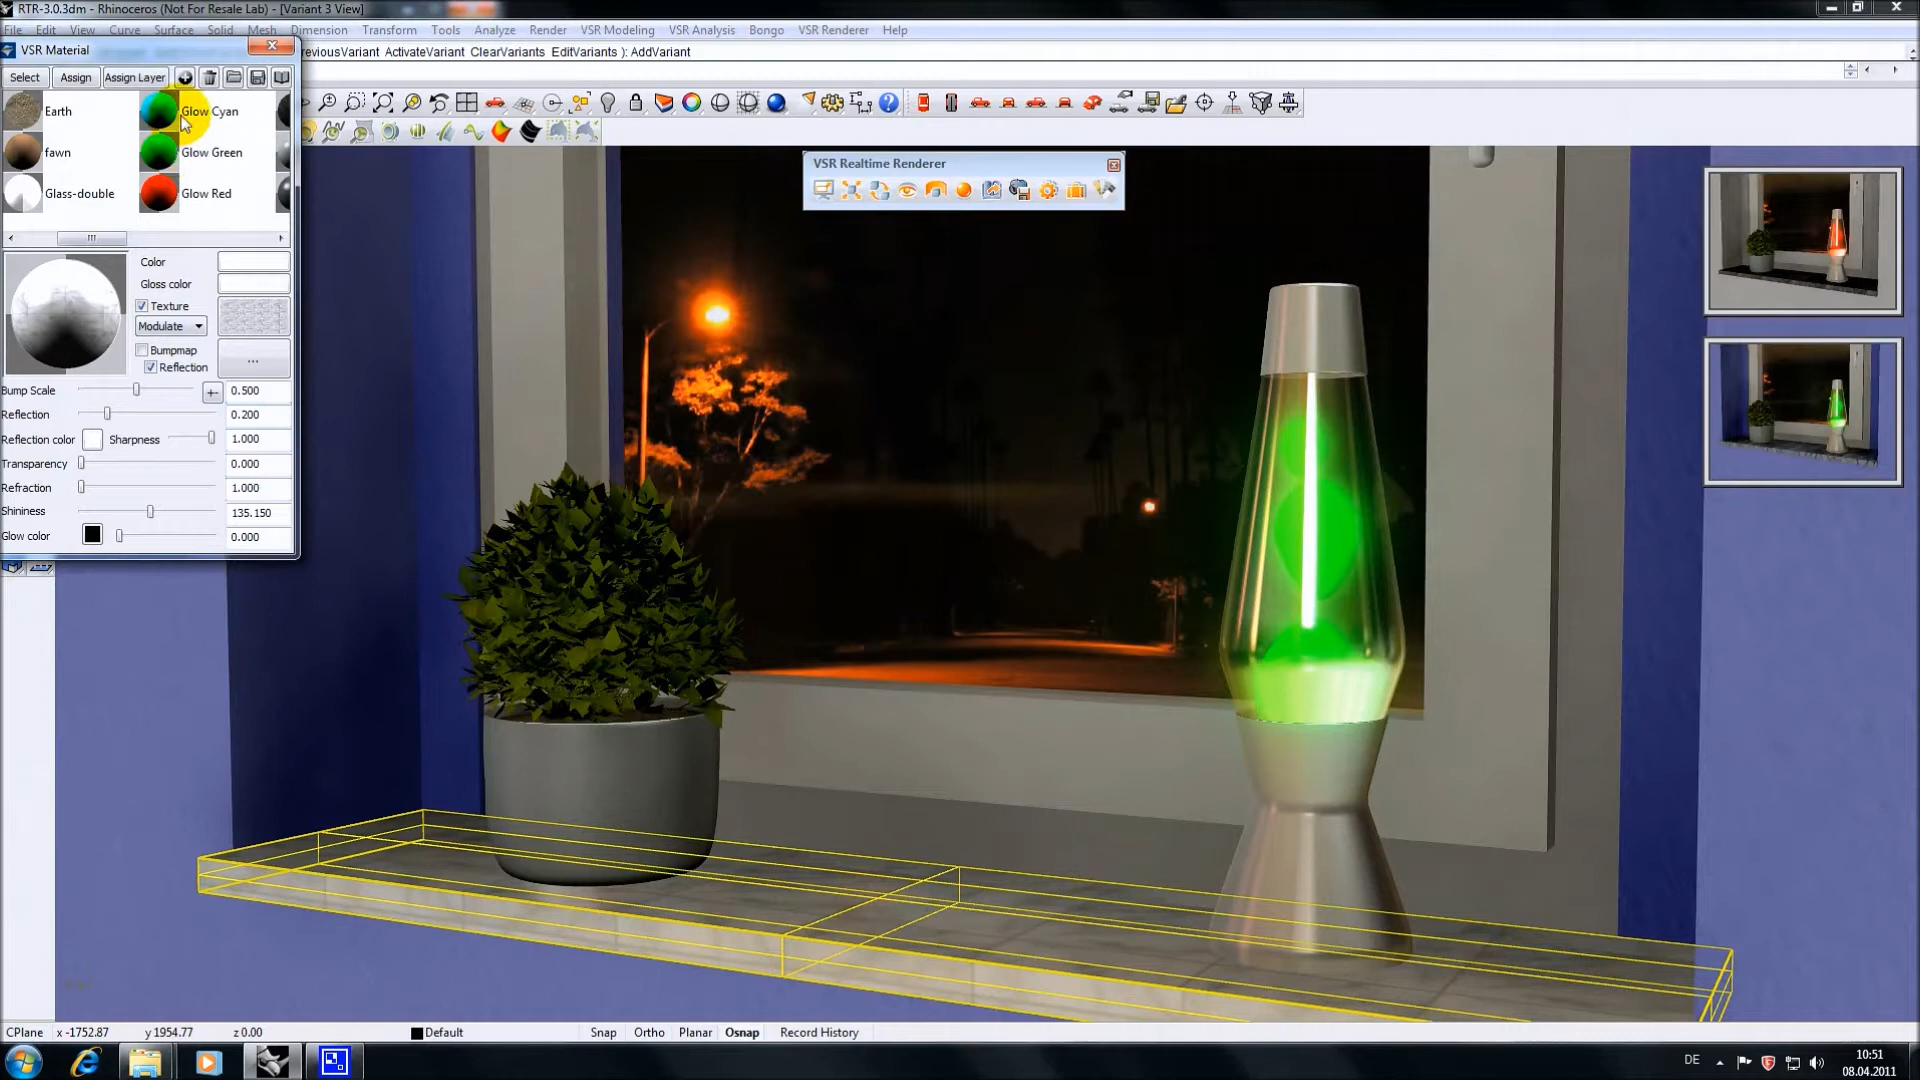 RTR-3.0.3dm - Rhinoceros (Not For Resale Lab) - [Variant 3 View]
File Edit View Curve Surface Solid Mesh Dimension Transform Tools Analyze Render VSR Modeling VSR Analysis Bongo VSR Renderer Help
VSR Material
reviousVariant ActivateVariant ClearVariants EditVariants ): AddVariant
Select Assign Assign Layer
Earth Glow Cyan
fawn Glow Green
Glass-double Glow Red
VSR Realtime Renderer
Color
Gloss color
Texture
Modulate
Bumpmap
...
Reflection
Bump Scale +- 0.500
Reflection 0.200
Reflection color Sharpness 1.000
Transparency 0.000
Refraction 1.000
Shininess 135.150
Glow color 0.000
CPlane x -1752.87 y 1954.77 z 0.00 Default Snap Ortho Planar Osnap Record History
DE
10:51
08.04.2011